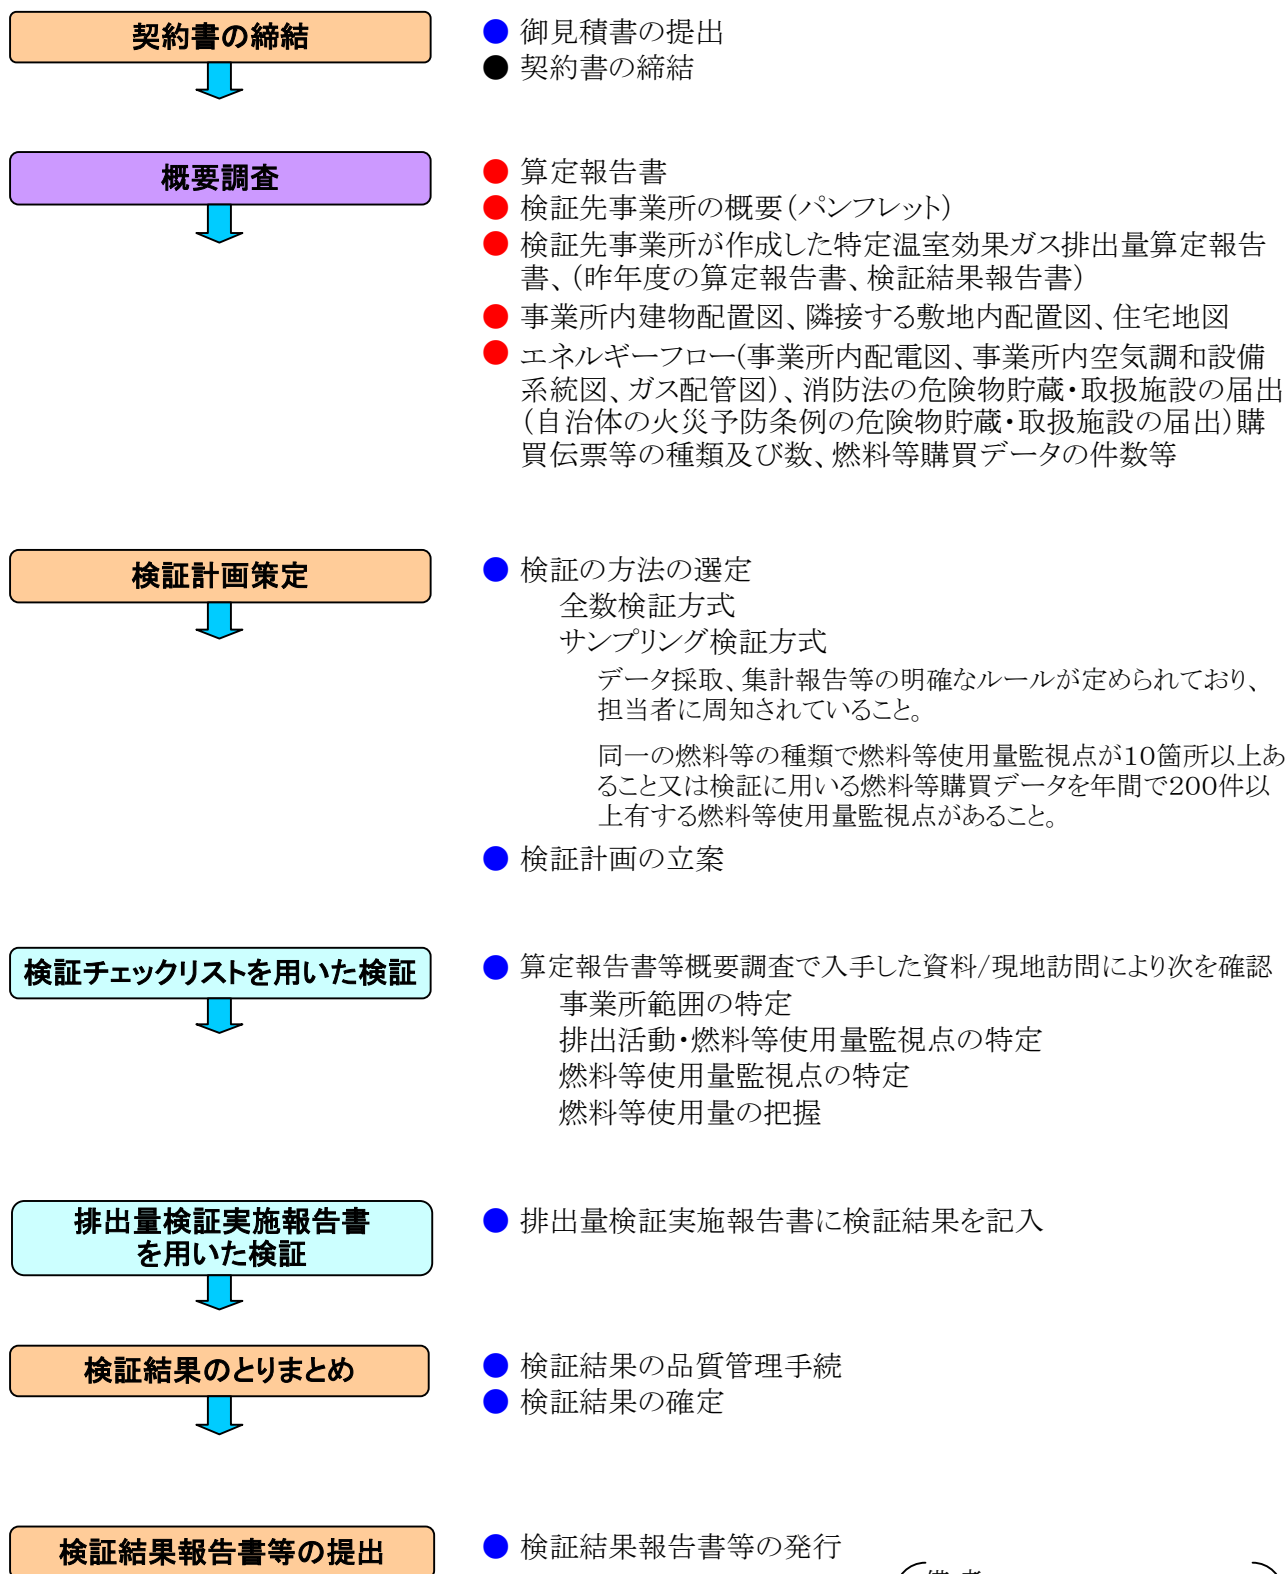 契約書の締結
● 御見積書の提出
● 契約書の締結
概要調査
● 算定報告書
● 検証先事業所の概要（パンフレット）
● 検証先事業所が作成した特定温室効果ガス排出量算定報告
書、（昨年度の算定報告書、検証結果報告書）
● 事業所内建物配置図、隣接する敷地内配置図、住宅地図
● エネルギーフロー(事業所内配電図、事業所内空気調和設備
系統図、ガス配管図）、消防法の危険物貯蔵・取扱施設の届出
（自治体の火災予防条例の危険物貯蔵・取扱施設の届出）購
買伝票等の種類及び数、燃料等購買データの件数等
検証計画策定
● 検証の方法の選定
全数検証方式
サンプリング検証方式
データ採取、集計報告等の明確なルールが定められており、
担当者に周知されていること。
同一の燃料等の種類で燃料等使用量監視点が10箇所以上あ
ること又は検証に用いる燃料等購買データを年間で200件以
上有する燃料等使用量監視点があること。
● 検証計画の立案
検証チェックリストを用いた検証
● 算定報告書等概要調査で入手した資料/現地訪問により次を確認
事業所範囲の特定
排出活動・燃料等使用量監視点の特定
燃料等使用量監視点の特定
燃料等使用量の把握
排出量検証実施報告書
を用いた検証
● 排出量検証実施報告書に検証結果を記入
検証結果のとりまとめ
● 検証結果の品質管理手続
● 検証結果の確定
検証結果報告書等の提出
● 検証結果報告書等の発行